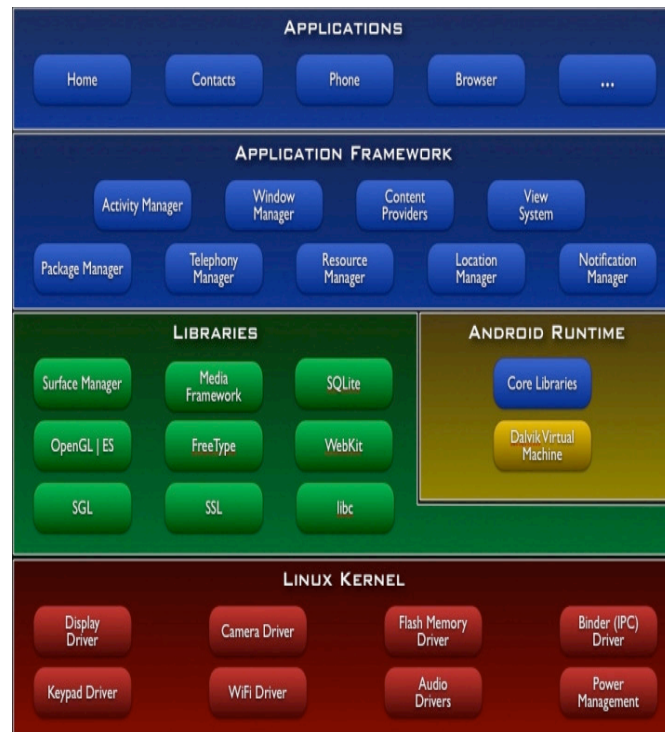 APPLICATIONS
Home
Contacts
Phone
Browser
...
APPLICATION FRAMEWORK
Activity Manager
Window
Manager
Content
Providers
View
System
Package Manager
Telephony
Manager
Resource
Manager
Location
Manager
Notification
Manager
LIBRARIES
Surface Manager
Media
Framework
SQLite
OpenGL | ES
FreeType
WebKit
SGL
SSL
libc
ANDROID RUNTIME
Core Libraries
Dalvik Virtual
Machine
LINUX KERNEL
Display
Driver
Camera Driver
Flash Memory
Driver
Binder (IPC)
Driver
Keypad Driver
WiFi Driver
Audio
Drivers
Power
Management